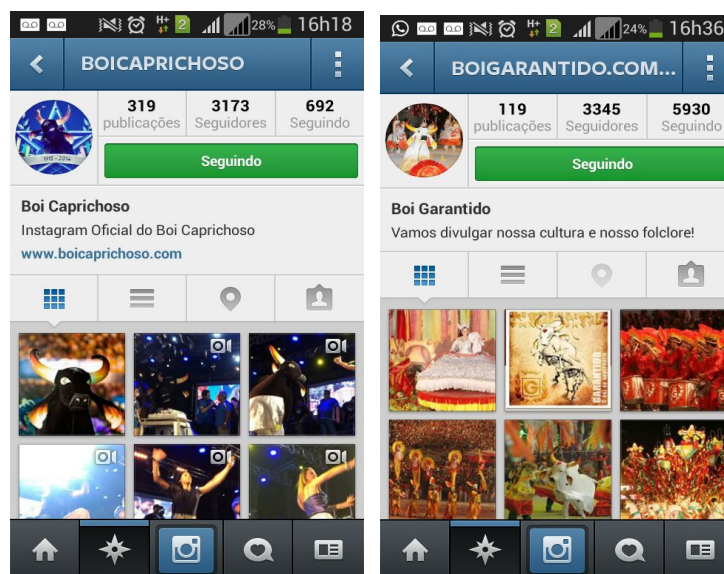 H+
2
28%
16h18
BOICAPRICHOSO
319
3173
692
publicações
Seguidores
Seguindo
Seguindo
Boi Caprichoso
Instagram Oficial do Boi Caprichoso
www.boicaprichoso.com
H+
2
24%
16h36
BOIGARANTIDO.COM...
119
3345
5930
publicações
Seguidores
Seguindo
Seguindo
Boi Garantido
Vamos divulgar nossa cultura e nosso folclore!
GARANTIDO